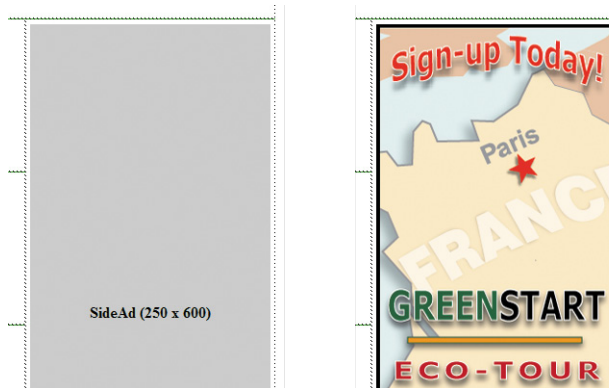 SideAd (250 x 600)
Sign-up Today!
Paris
FRANC
GREENSTART
ECO-TOUR